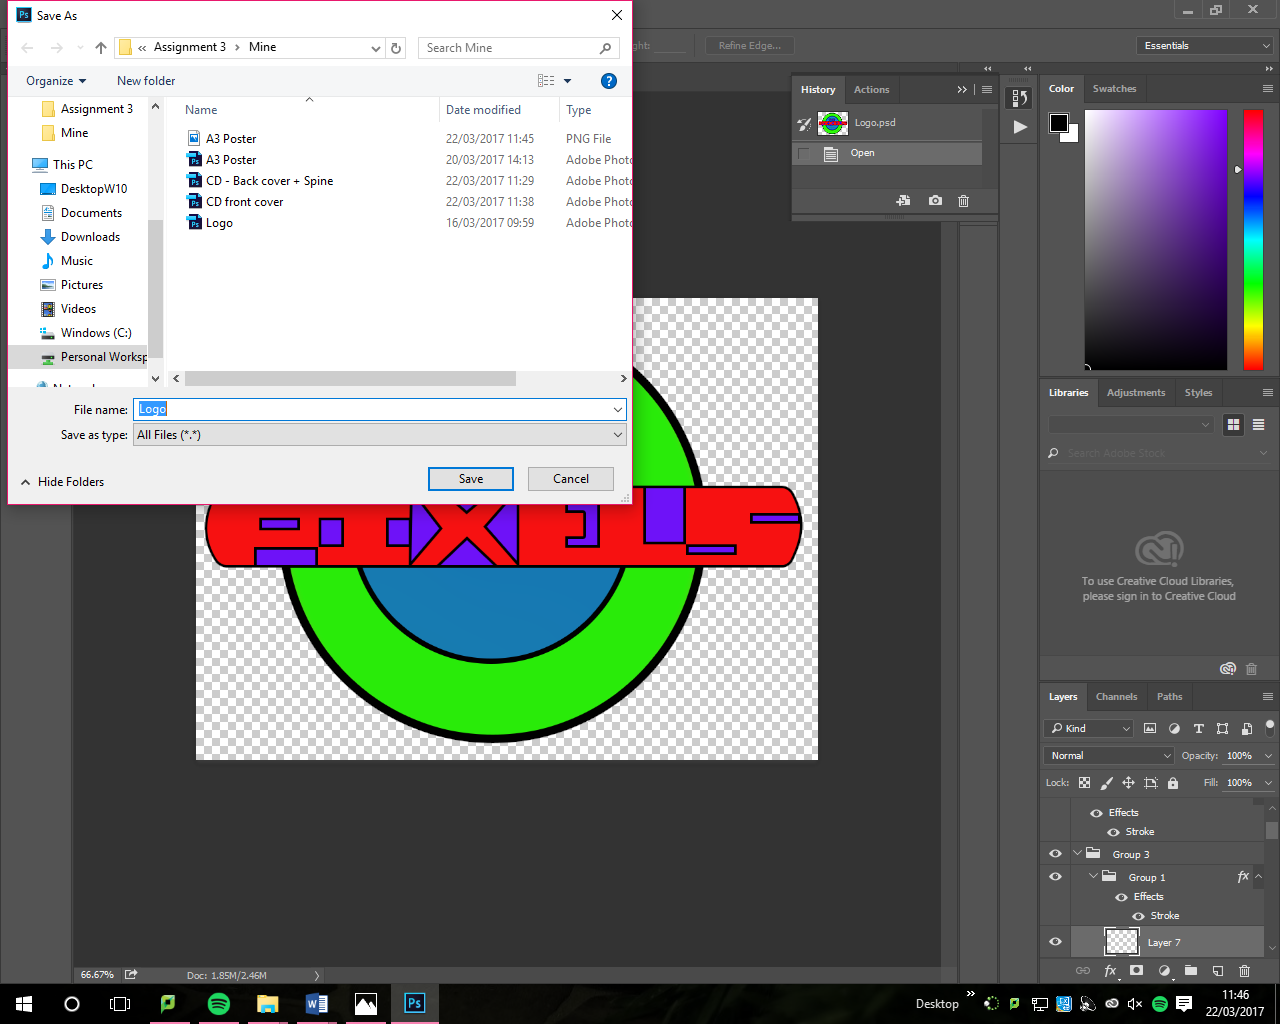 Save As
« Assignment 3 › Mine
Search Mine
Organize
New folder
Assignment 3
Mine
This PC
DesktopW10
Documents
Downloads
Music
Pictures
Videos
Windows (C:)
Personal Worksp
Name Date modified Type
A3 Poster 22/03/2017 11:45 PNG File
A3 Poster 20/03/2017 14:13 Adobe Photo
CD - Back cover + Spine 22/03/2017 11:29 Adobe Photo
CD front cover 22/03/2017 11:38 Adobe Photo
Logo 16/03/2017 09:59 Adobe Photo
File name: Logo
Save as type: All Files (*.*)
Hide Folders
Save
Cancel
Refine Edge...
Essentials
History
Actions
Logo.psd
Open
Color
Swatches
Libraries
Adjustments
Styles
Search Adobe Stock
To use Creative Cloud Libraries,
please sign in to Creative Cloud
Layers
Channels
Paths
Kind
Normal
Opacity: 100%
Lock:
Fill: 100%
Effects
Stroke
Group 3
Group 1
fx
Effects
Stroke
Layer 7
fx
66.67%
Doc: 1.85M/2.46M
Ps
Desktop
11:46
22/03/2017